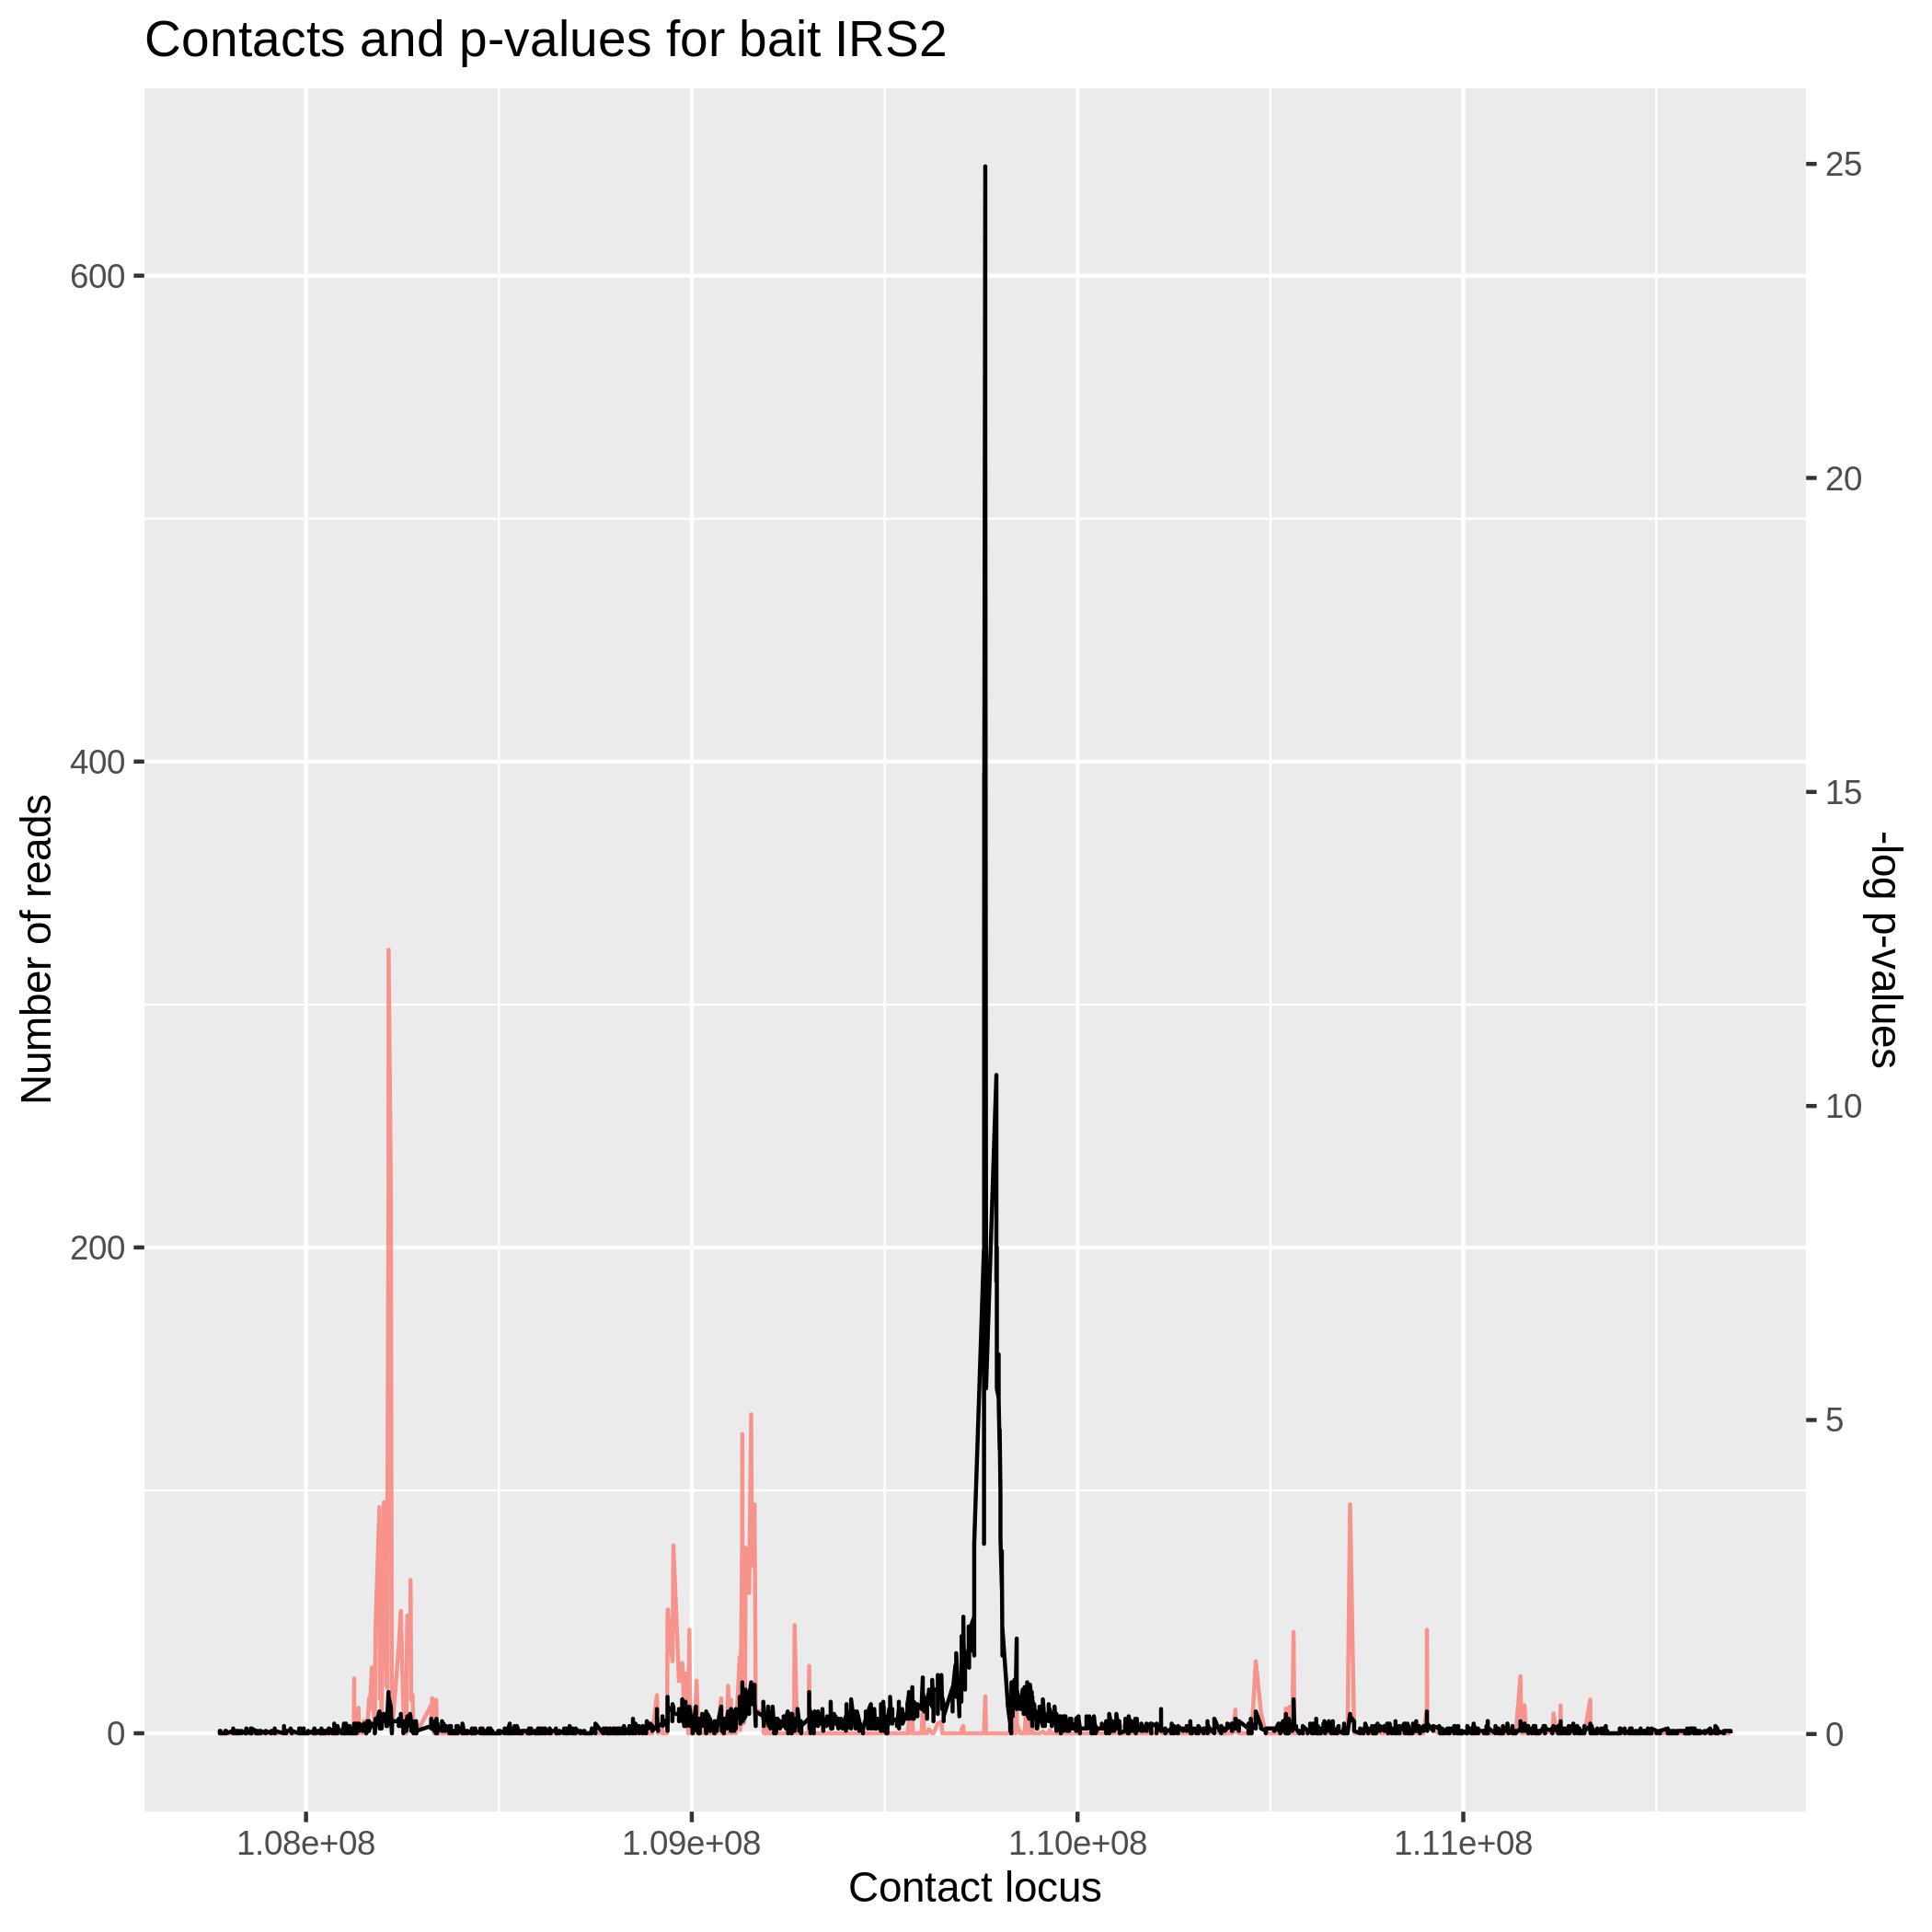 Contacts and p-values for bait IRS2
Number of reads
600
400
200
0
25
20
15
10
5
0
-log p-values
1.08e+08
1.09e+08
1.10e+08
1.11e+08
Contact locus